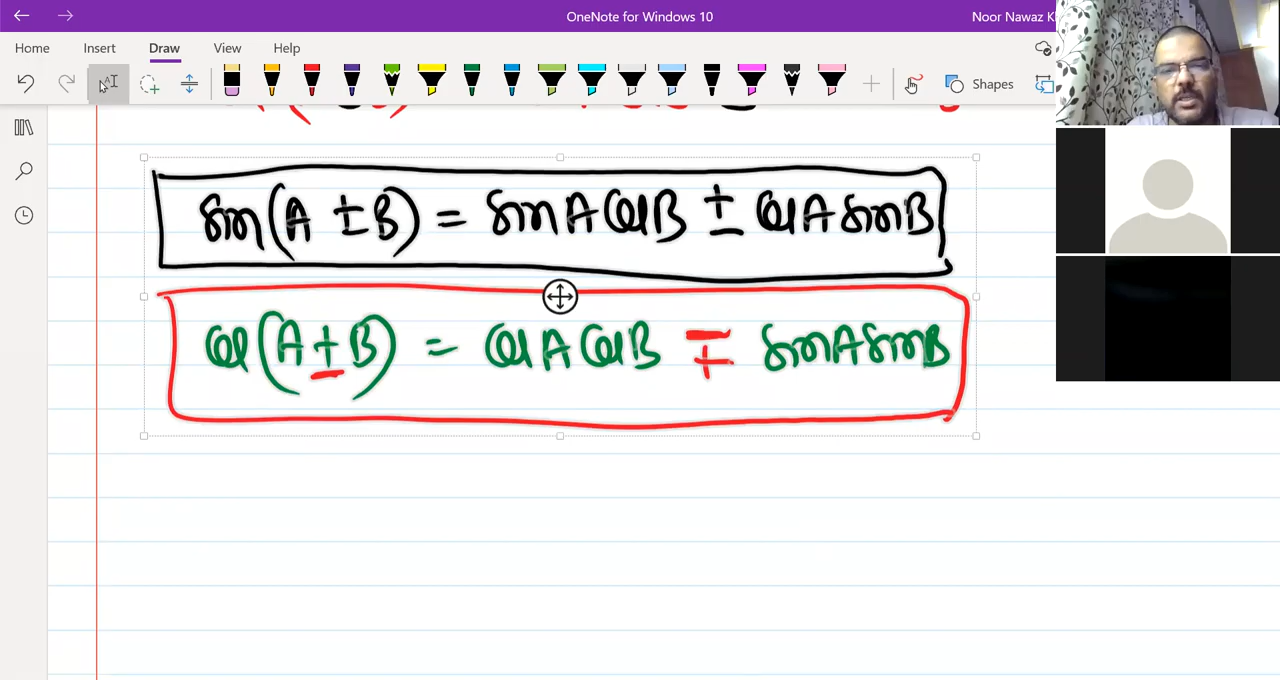 OneNote for Windows 10
Noor Nawaz K
Home Insert Draw View Help
Shapes
sin(A ± B) = sinA cosB ± cosA sinB
cos(A ± B) = cosA cosB ∓ sinA sinB